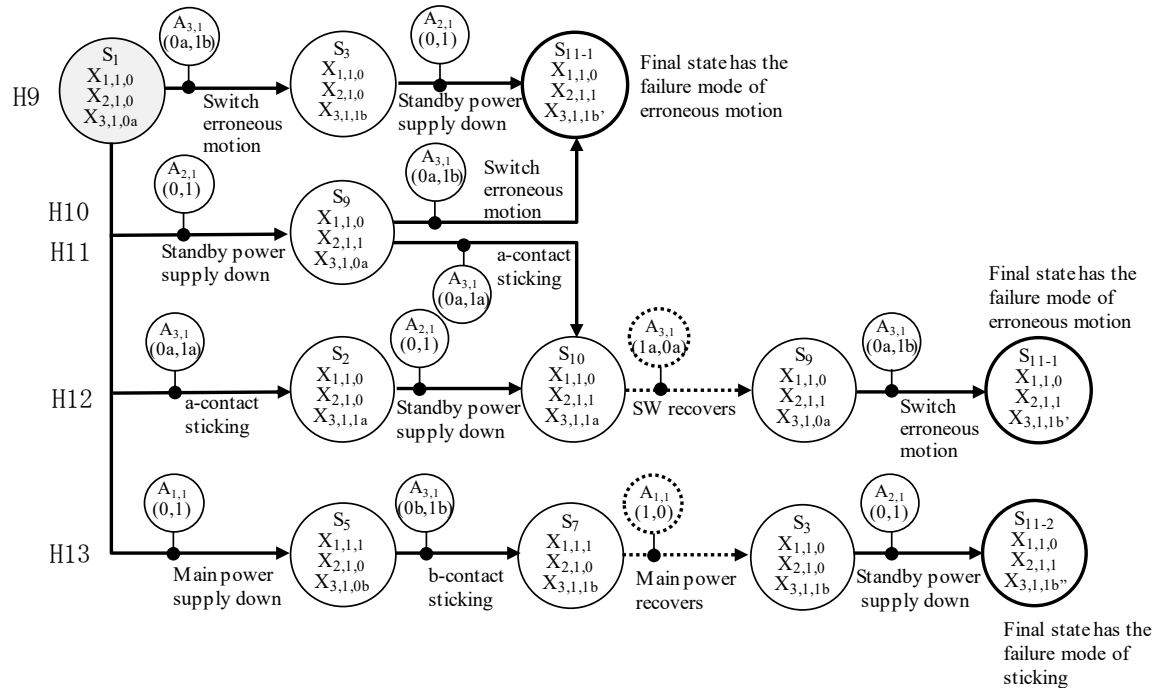 H9
S1
X1,1,0
X2,1,0
X3,1,0a
A3,1
(0a,1b)
Switch
erroneous
motion
S3
X1,1,0
X2,1,0
X3,1,1b
A2,1
(0,1)
Standby power
supply down
S11-1
X1,1,0
X2,1,1
X3,1,1b’
Final state has the
failure mode of
erroneous motion
H10
H11
A2,1
(0,1)
Standby power
supply down
S9
X1,1,0
X2,1,1
X3,1,0a
A3,1
(0a,1b)
Switch
erroneous
motion
A3,1
(0a,1a)
a-contact
sticking
H12
A3,1
(0a,1a)
a-contact
sticking
S2
X1,1,0
X2,1,0
X3,1,1a
A2,1
(0,1)
Standby power
supply down
S10
X1,1,0
X2,1,1
X3,1,1a
A3,1
(1a,0a)
SW recovers
S9
X1,1,0
X2,1,1
X3,1,0a
A3,1
(0a,1b)
Switch
erroneous
motion
Final state has the
failure mode of
erroneous motion
S11-1
X1,1,0
X2,1,1
X3,1,1b’
H13
A1,1
(0,1)
Main power
supply down
S5
X1,1,1
X2,1,0
X3,1,0b
A3,1
(0b,1b)
b-contact
sticking
S7
X1,1,1
X2,1,0
X3,1,1b
A1,1
(1,0)
Main power
recovers
S3
X1,1,0
X2,1,0
X3,1,1b
A2,1
(0,1)
Standby power
supply down
S11-2
X1,1,0
X2,1,1
X3,1,1b”
Final state has the
failure mode of
sticking